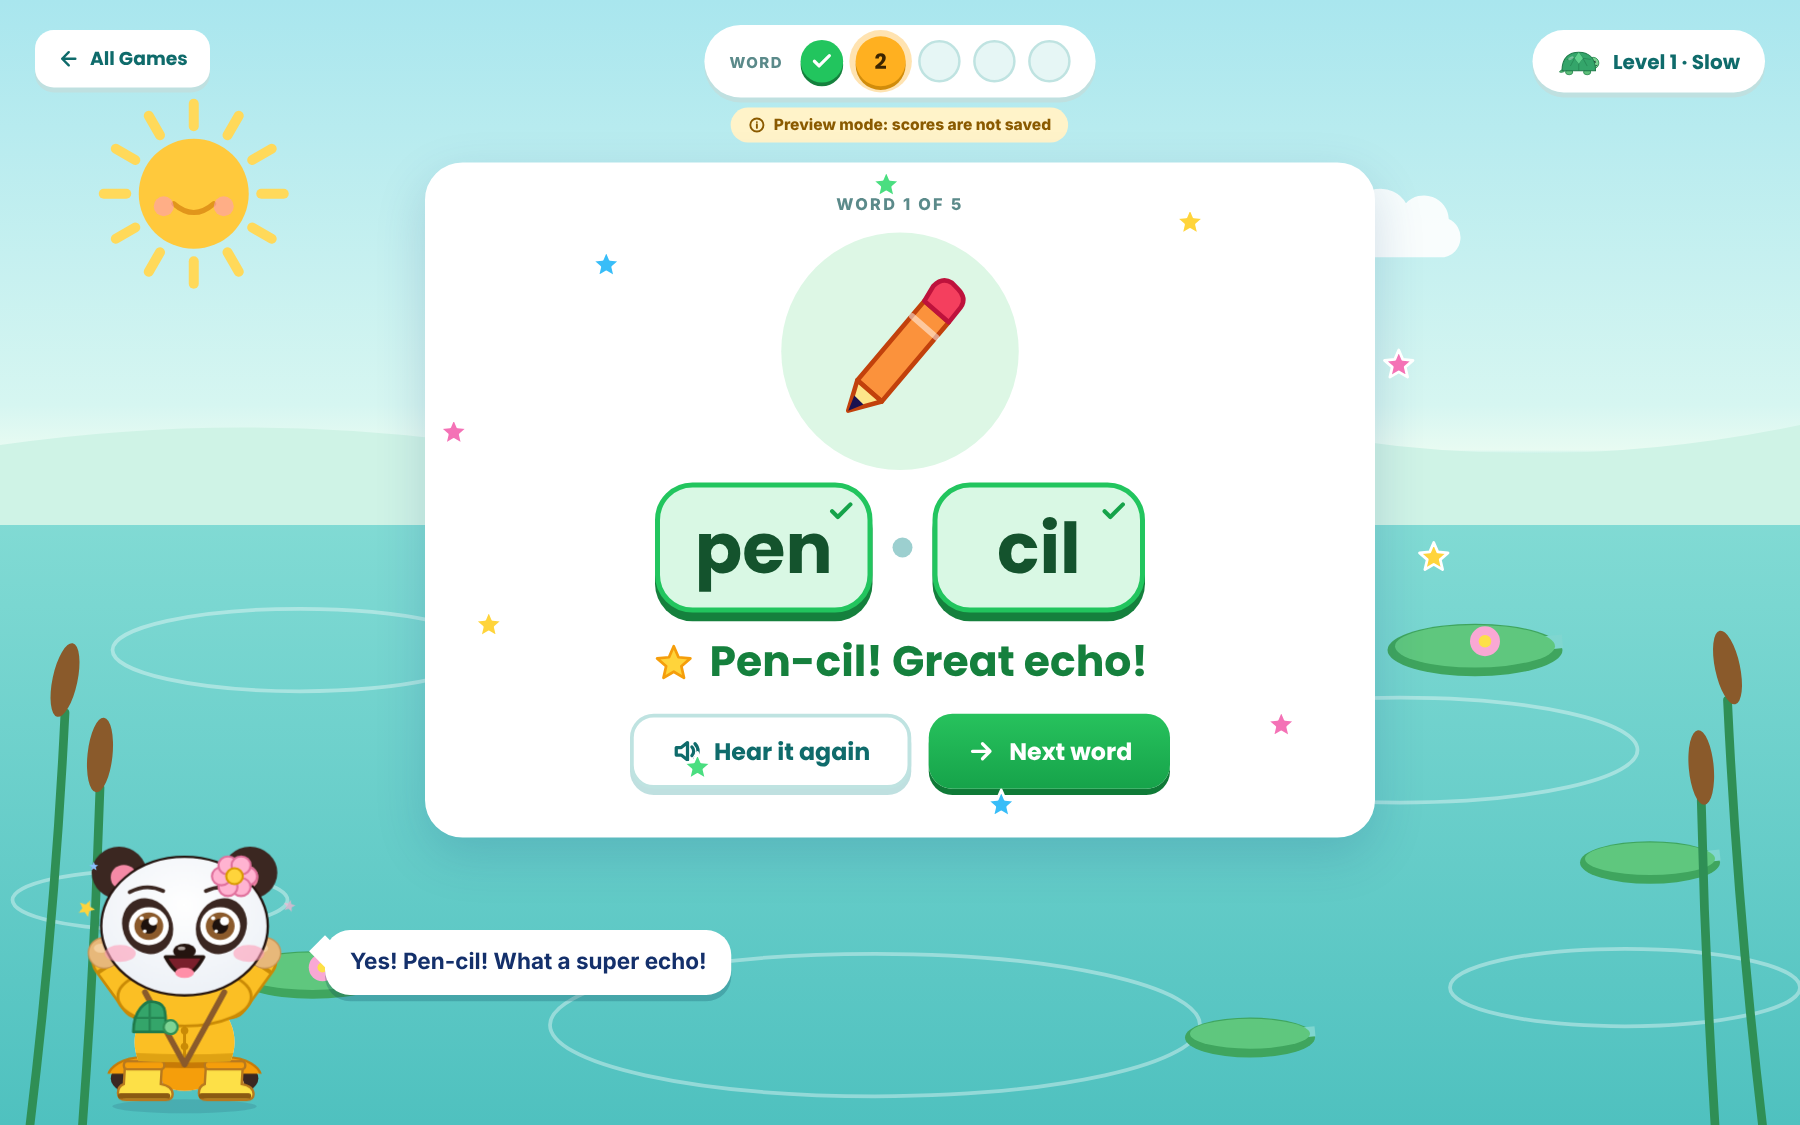 All Games
WORD 2
Level 1 · Slow
Preview mode: scores are not saved
WORD 1 OF 5
pen · cil
Pen-cil! Great echo!
Hear it again
Next word
Yes! Pen-cil! What a super echo!